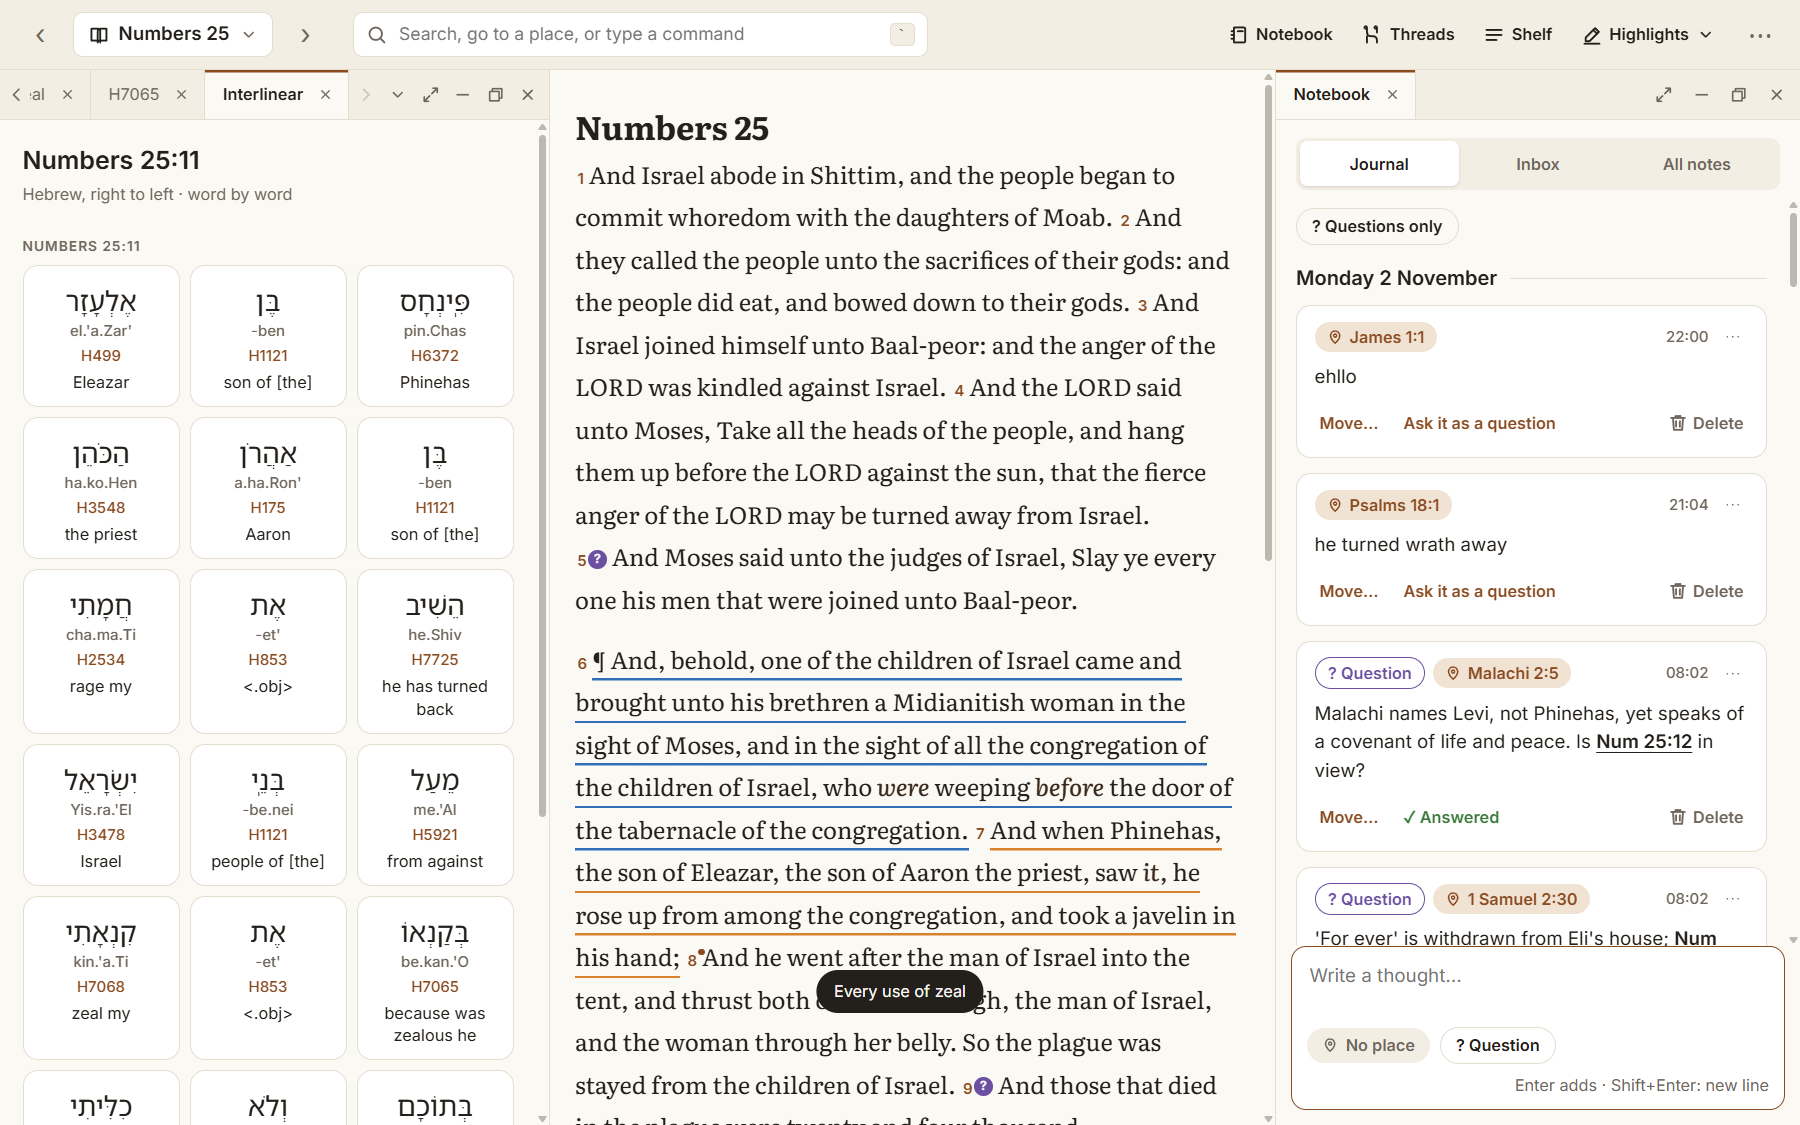 Numbers 25
Search, go to a place, or type a command
`
Notebook
Threads
Shelf
Highlights
H7065
Interlinear
Numbers 25:11
Hebrew, right to left · word by word
NUMBERS 25:11
אֶלְעָזָר
el.'a.Zar'
H499
Eleazar
בֶּן
-ben
H1121
son of [the]
פִּֽינְחָס
pin.Chas
H6372
Phinehas
הַכֹּהֵן
ha.ko.Hen
H3548
the priest
אַהֲרֹן
a.ha.Ron'
H175
Aaron
בֶּן
-ben
H1121
son of [the]
חֲמָתִי
cha.ma.Ti
H2534
rage my
אֶת
-et'
H853
<.obj>
הֵשִׁיב
he.Shiv
H7725
he has turned
back
יִשְׂרָאֵל
Yis.ra.'El
H3478
Israel
בְּנֵֽי
-be.nei
H1121
people of [the]
מֵעַל
me.'Al
H5921
from against
קִנְאָתִי
kin.'a.Ti
H7068
zeal my
אֶת
-et'
H853
<.obj>
בְּקַנְאוֹ
be.kan.'O
H7065
because was
zealous he
כִלִּיתִי
וְלֹא
בְּתוֹכָם
Numbers 25
1 And Israel abode in Shittim, and the people began to
commit whoredom with the daughters of Moab. 2 And
they called the people unto the sacrifices of their gods: and
the people did eat, and bowed down to their gods. 3 And
Israel joined himself unto Baal-peor: and the anger of the
LORD was kindled against Israel. 4 And the LORD said
unto Moses, Take all the heads of the people, and hang
them up before the LORD against the sun, that the fierce
anger of the LORD may be turned away from Israel.
5 ? And Moses said unto the judges of Israel, Slay ye every
one his men that were joined unto Baal-peor.
6 ¶ And, behold, one of the children of Israel came and
brought unto his brethren a Midianitish woman in the
sight of Moses, and in the sight of all the congregation of
the children of Israel, who were weeping before the door of
the tabernacle of the congregation. 7 And when Phinehas,
the son of Eleazar, the son of Aaron the priest, saw it, he
rose up from among the congregation, and took a javelin in
his hand; 8 And he went after the man of Israel into the
tent, and thrust both the man of Israel,
Every use of zeal
and the woman through her belly. So the plague was
stayed from the children of Israel. 9 ? And those that died
in the plague were twenty and four thousand.
Notebook
Journal
Inbox
All notes
? Questions only
Monday 2 November
James 1:1
22:00
ehllo
Move...
Ask it as a question
Delete
Psalms 18:1
21:04
he turned wrath away
Move...
Ask it as a question
Delete
? Question
Malachi 2:5
08:02
Malachi names Levi, not Phinehas, yet speaks of
a covenant of life and peace. Is Num 25:12 in
view?
Move...
✓ Answered
Delete
? Question
1 Samuel 2:30
08:02
'For ever' is withdrawn from Eli's house; Num
Write a thought...
No place
? Question
Enter adds · Shift+Enter: new line